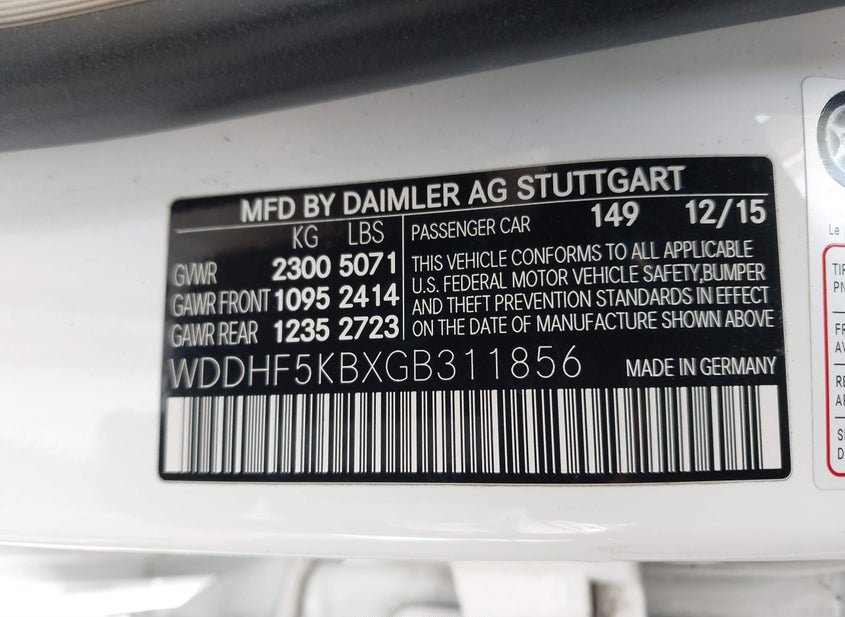 MFD BY DAIMLER AG STUTTGART
KG LBS
GVWR 2300 5071
GAWR FRONT 1095 2414
GAWR REAR 1235 2723
PASSENGER CAR 149 12/15
THIS VEHICLE CONFORMS TO ALL APPLICABLE
U.S. FEDERAL MOTOR VEHICLE SAFETY,BUMPER
AND THEFT PREVENTION STANDARDS IN EFFECT
ON THE DATE OF MANUFACTURE SHOWN ABOVE
WDDHF5KBXGB311856 MADE IN GERMANY
Le